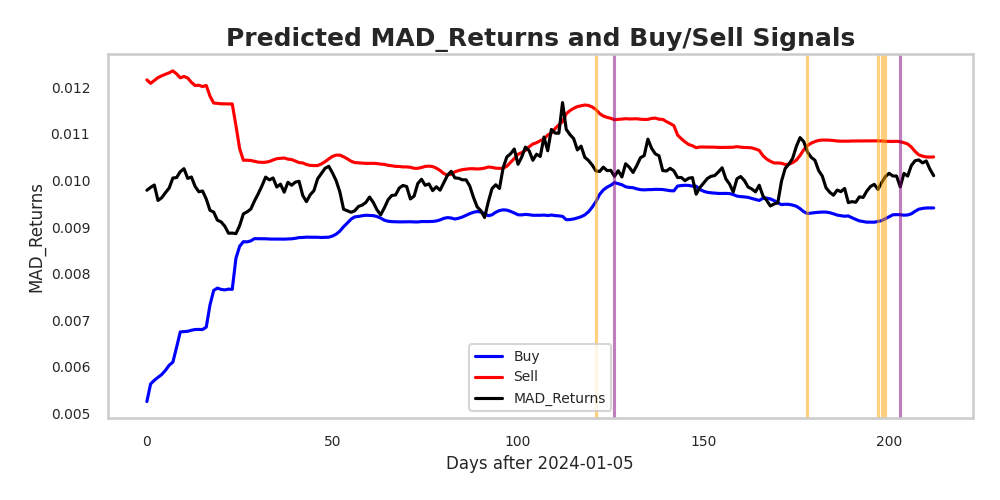 Predicted MAD_Returns and Buy/Sell Signals
MAD_Returns
0.012
0.011
0.010
0.009
0.008
0.007
0.006
0.005
Buy
Sell
MAD_Returns
0 50 100 150 200
Days after 2024-01-05